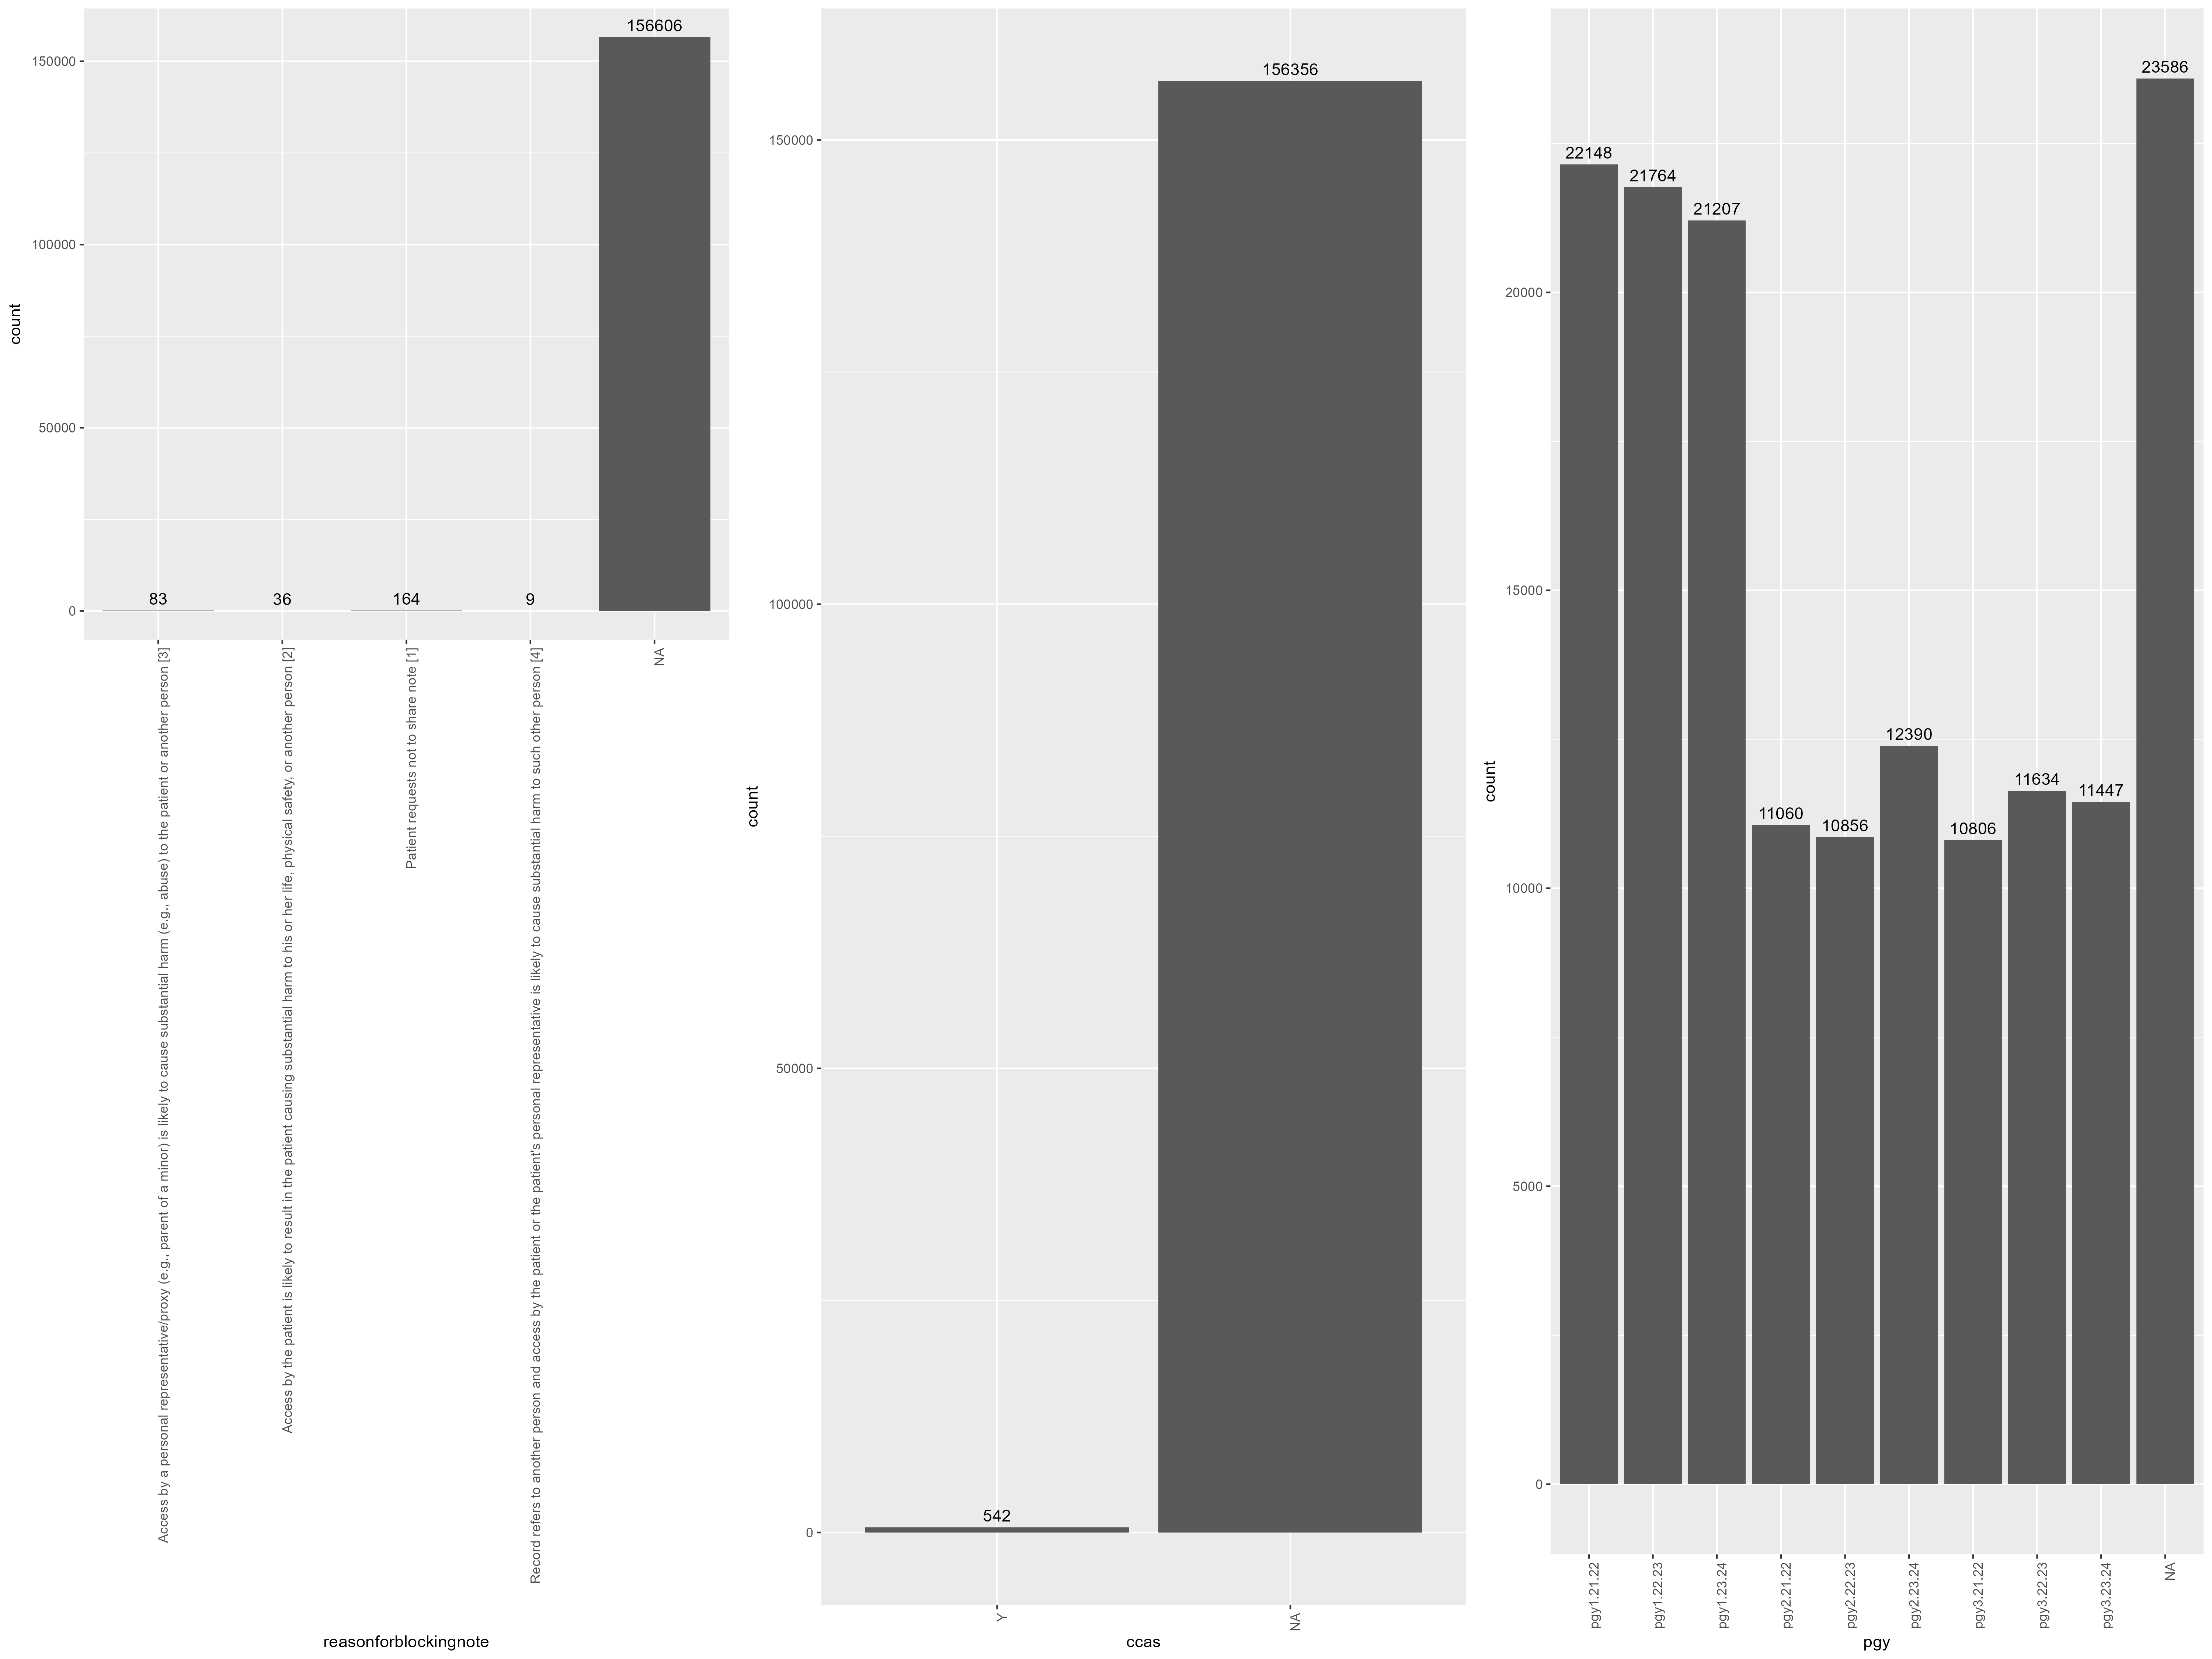 156606
150000
100000
50000
0
83
36
164
9
count
Access by a personal representative/proxy (e.g., parent of a minor) is likely to cause substantial harm (e.g., abuse) to the patient or another person [3]
Access by the patient is likely to result in the patient causing substantial harm to his or her life, physical safety, or another person [2]
Patient requests not to share note [1]
Record refers to another person and access by the patient or the patient's personal representative is likely to cause substantial harm to such other person [4]
NA
reasonforblockingnote
156356
150000
100000
50000
0
542
count
Y
NA
ccas
23586
22148
21764
21207
20000
15000
12390
11634
11447
11060
10856
10806
10000
5000
0
count
pgy1.21.22
pgy1.22.23
pgy1.23.24
pgy2.21.22
pgy2.22.23
pgy2.23.24
pgy3.21.22
pgy3.22.23
pgy3.23.24
NA
pgy